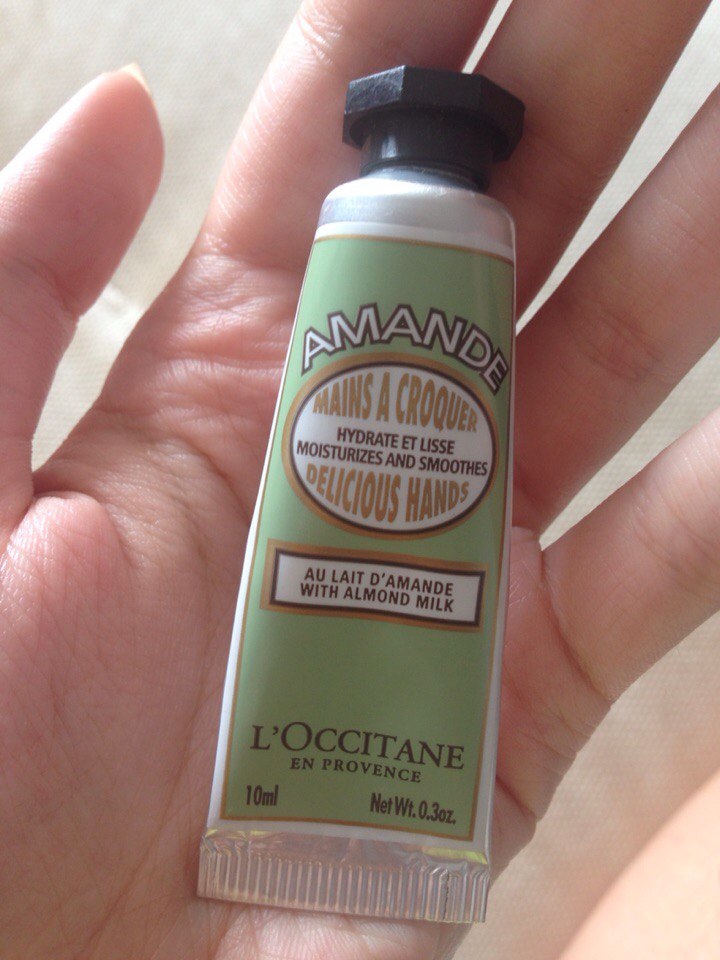 AMANDE
MAINS A CROQUER
HYDRATE ET LISSE
MOISTURIZES AND SMOOTHES
DELICIOUS HANDS
AU LAIT D'AMANDE
WITH ALMOND MILK
L'OCCITANE
EN PROVENCE
10ml Net Wt. 0.3oz.